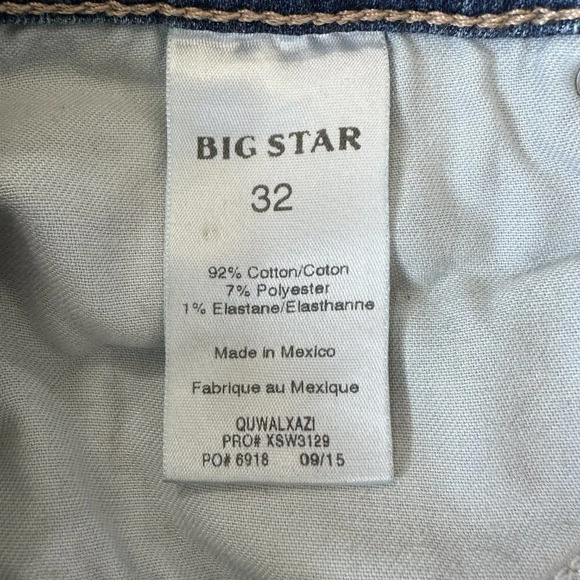 BIG STAR
32
92% Cotton/Coton
7% Polyester
1% Elastane/Elasthanne
Made in Mexico
Fabrique au Mexique
QUWALXAZI
PRO# XSW3129
PO# 6918 09/15